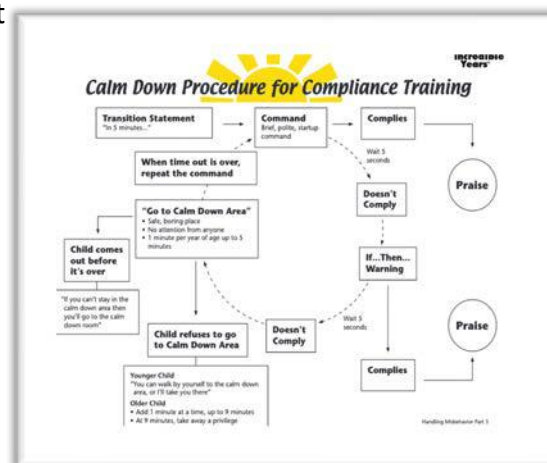 t
Incredible
Years®
Calm Down Procedure for Compliance Training
Transition Statement
"In 5 minutes..."
Command
Brief, polite, startup
command
Complies
Wait 5
seconds
Praise
When time out is over,
repeat the command
Doesn't
Comply
"Go to Calm Down Area"
• Safe, boring place
• No attention from anyone
• 1 minute per year of age up to 5
minutes
If...Then...
Warning
Child comes
out before
it's over
"If you can't stay in the
calm down area then
you'll go to the calm
down room"
Wait 5
seconds
Doesn't
Comply
Praise
Child refuses to go
to Calm Down Area
Complies
Younger Child
"You can walk by yourself to the calm down
area, or I'll take you there"
Older Child
• Add 1 minute at a time, up to 9 minutes
• At 9 minutes, take away a privilege
Handling Misbehavior Part 3